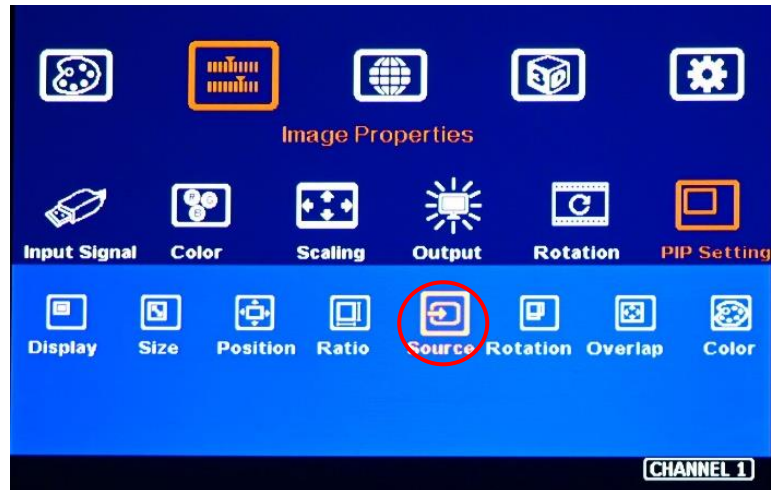 3D
Image Properties
R G B
Input Signal Color Scaling Output Rotation PIP Setting
Display Size Position Ratio Source Rotation Overlap Color
CHANNEL 1